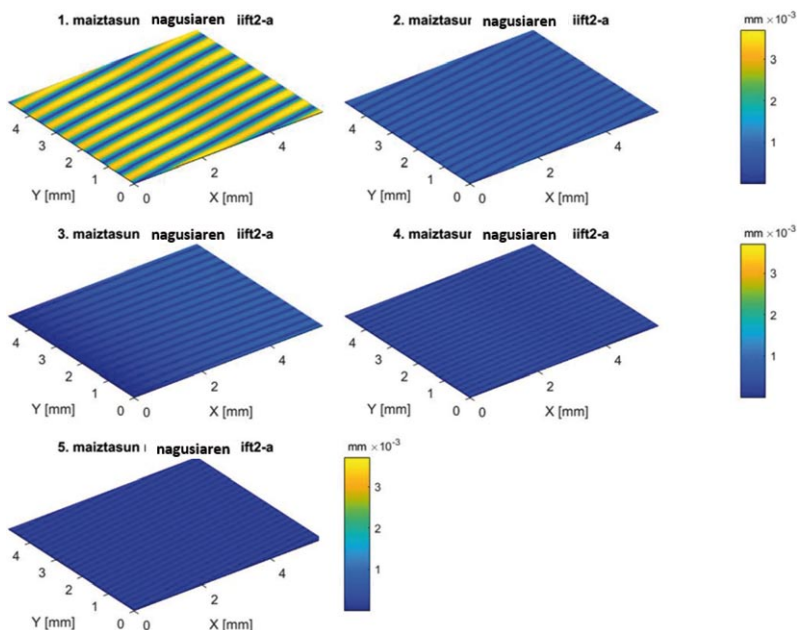 1. maiztasun nagusiaren iift2-a
4
3
2
1
0
Y [mm]
0
2
4
X [mm]
2. maiztasur nagusiaren iift2-a
4
3
2
1
0
Y [mm]
0
2
4
X [mm]
mm ×10-3
3
2
1
3. maiztasun nagusiaren iift2-a
4
3
2
1
0
Y [mm]
0
2
4
X [mm]
4. maiztasur nagusiaren iift2-a
4
3
2
1
0
Y [mm]
0
2
4
X [mm]
mm ×10-3
3
2
1
5. maiztasun nagusiaren ift2-a
4
3
2
1
0
Y [mm]
0
2
4
X [mm]
mm ×10-3
3
2
1